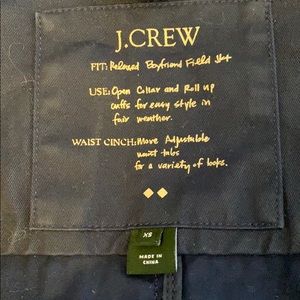 J.CREW
FIT: Relaxed Boyfriend Field Jkt
USE: Open Collar and Roll up
cuffs for easy style in
fair weather.
WAIST CINCH: More Adjustable
waist tabs
for a variety of looks.
XS
MADE IN
CHINA